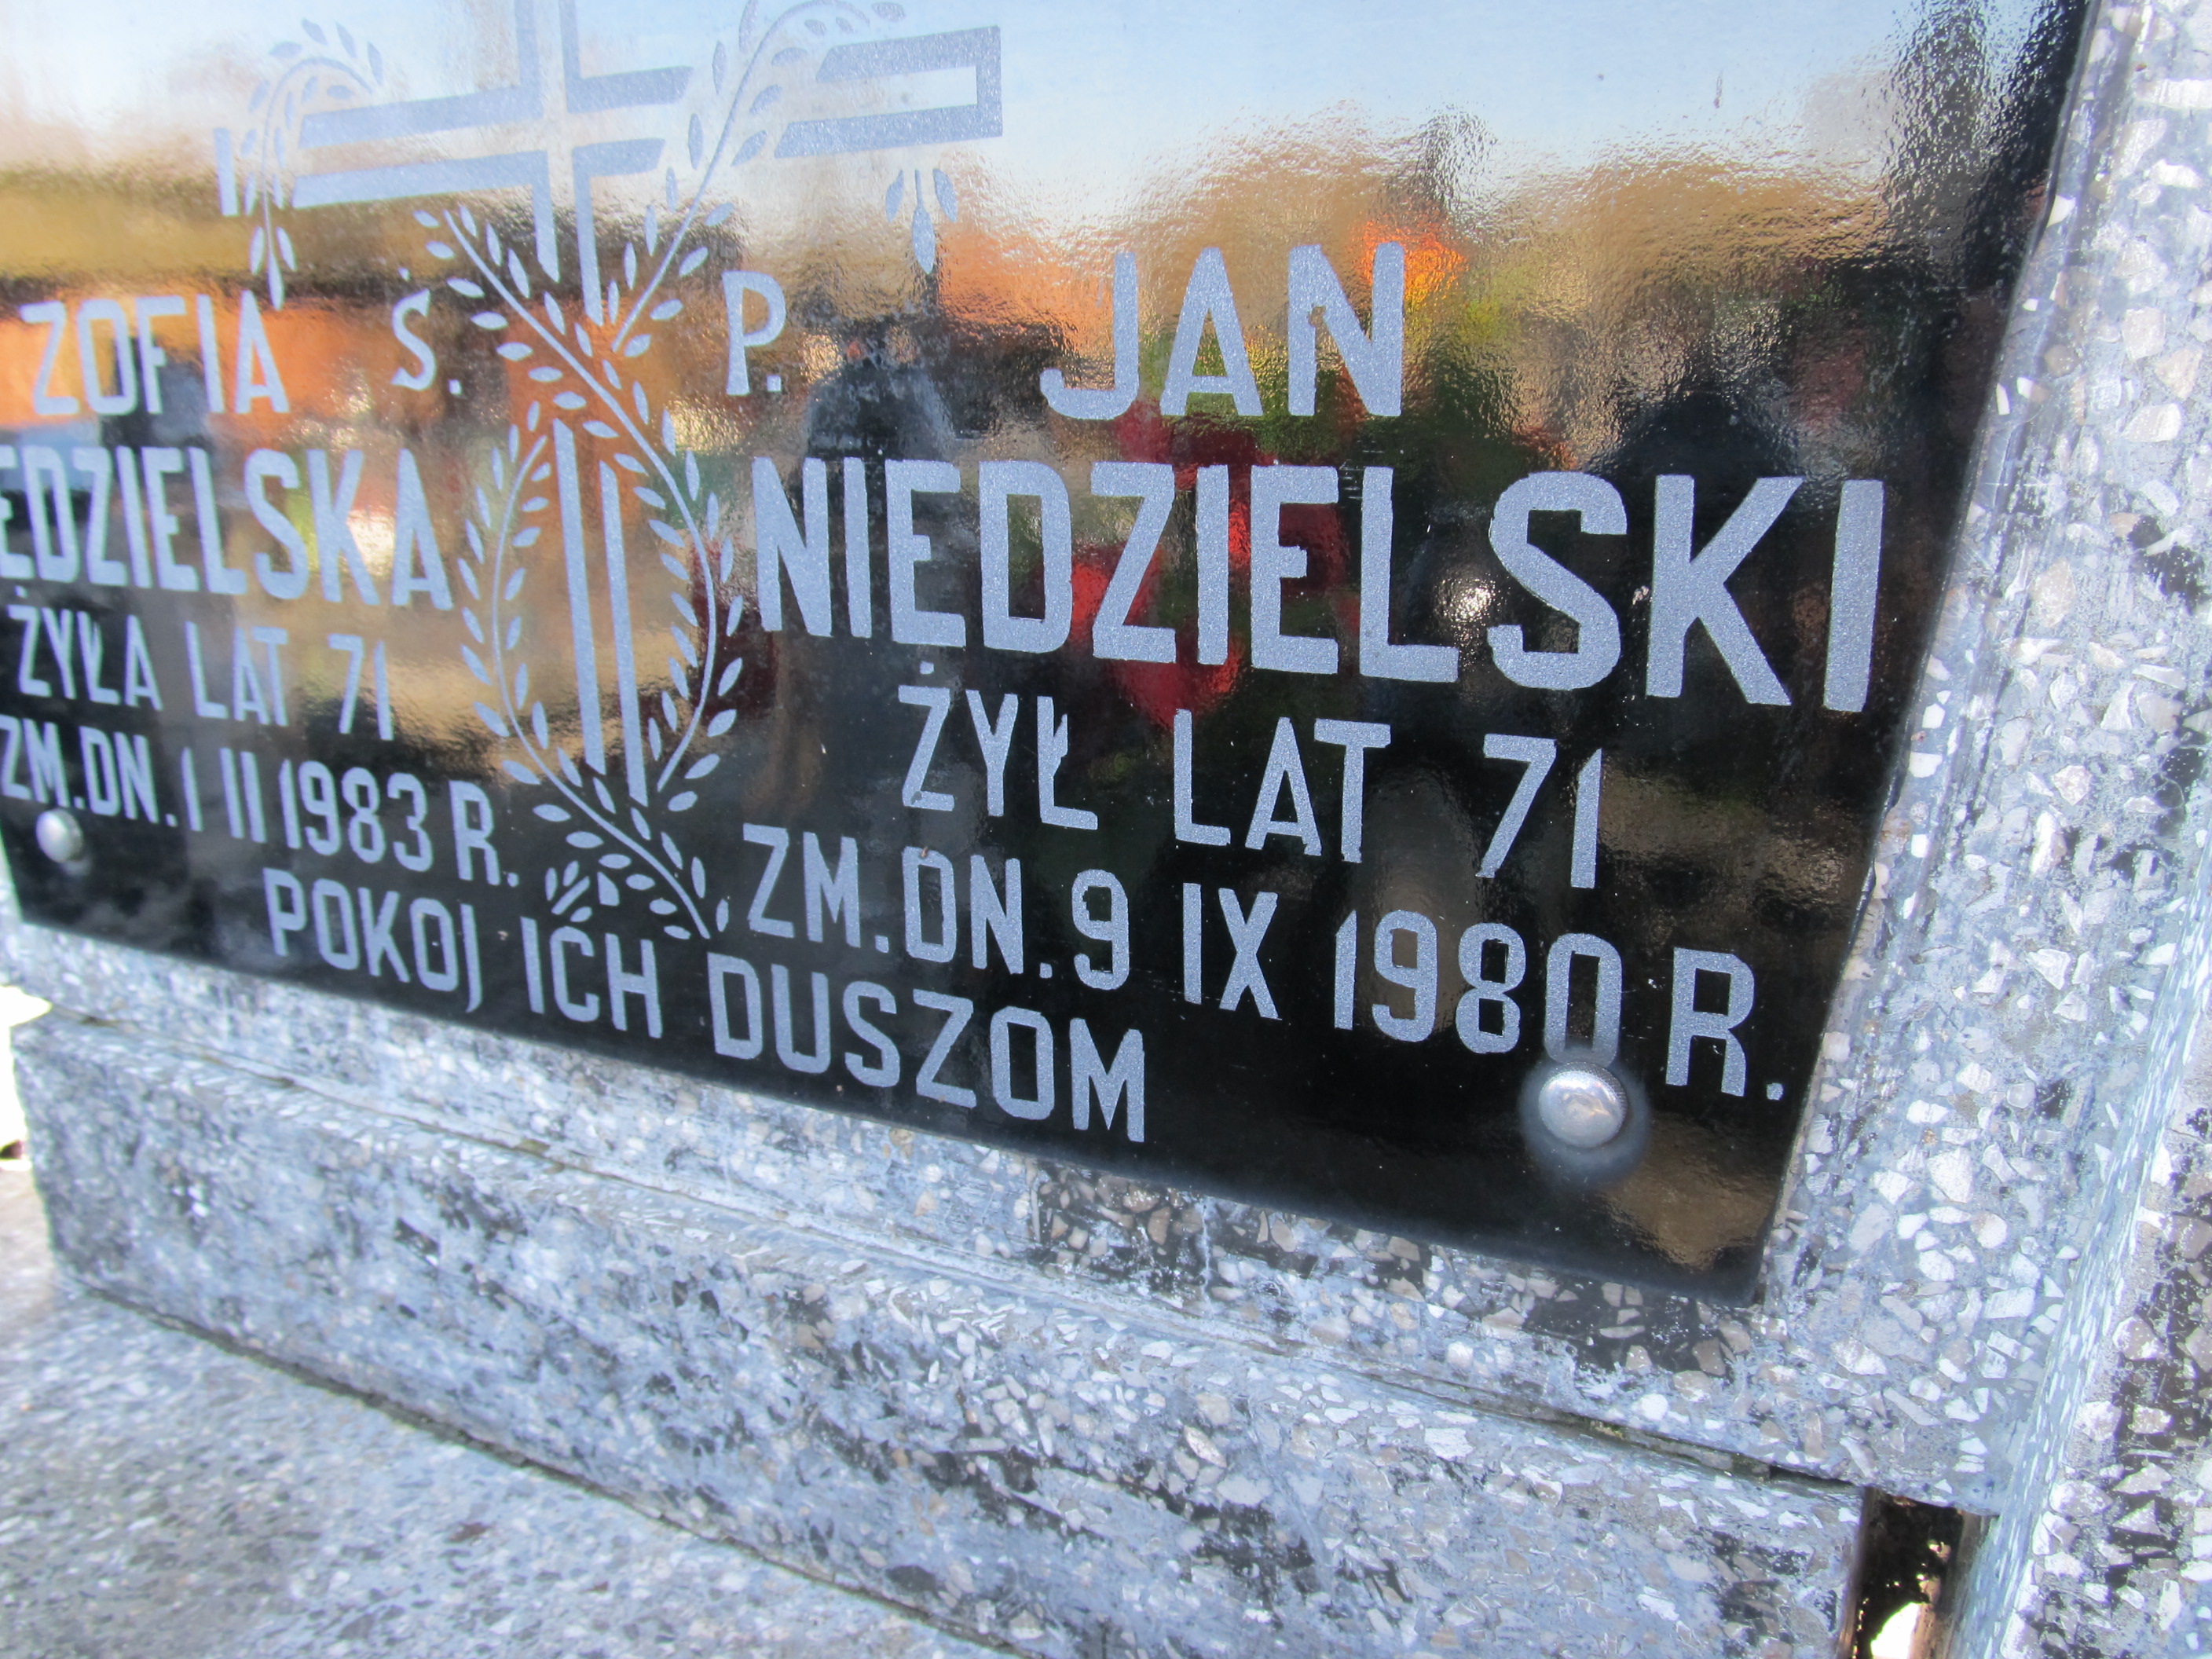 Ś. P.
ZOFIA
EDZIELSKA
ŻYŁA LAT 71
ZM.DN.1 II 1983 R.
JAN
NIEDZIELSKI
ŻYŁ LAT 71
ZM.DN.9 IX 1980 R.
POKOJ ICH DUSZOM